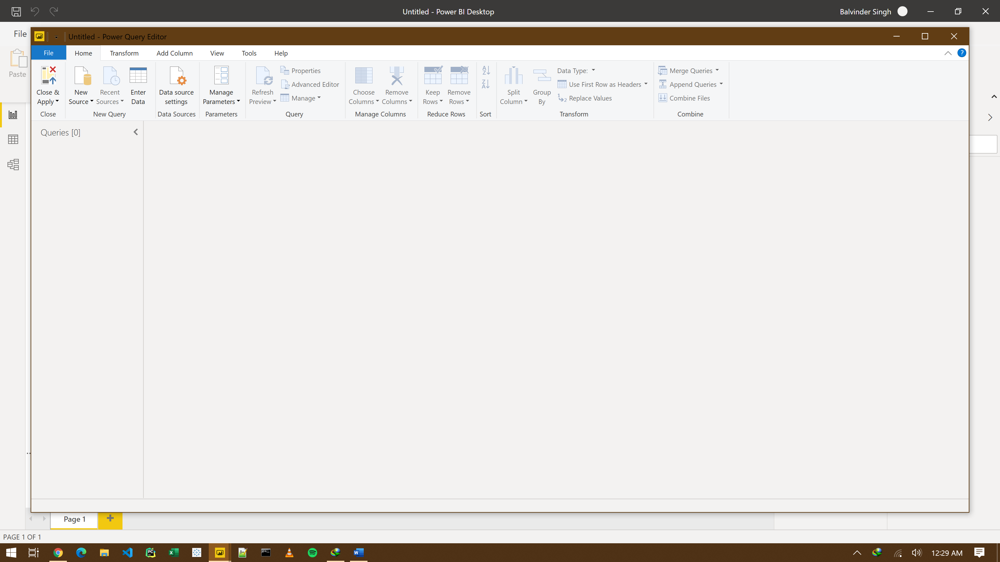 Untitled - Power BI Desktop
Balvinder Singh
File
Paste
Untitled - Power Query Editor
File Home Transform Add Column View Tools Help
?
Close & Apply
Close
New Source
Recent Sources
Enter Data
New Query
Data source settings
Data Sources
Manage Parameters
Parameters
Refresh Preview
Properties
Advanced Editor
Manage
Query
Choose Columns
Remove Columns
Manage Columns
Keep Rows
Remove Rows
Reduce Rows
A Z
Z A
Sort
Split Column
Group By
Data Type:
Use First Row as Headers
1 2 Replace Values
Transform
Merge Queries
Append Queries
Combine Files
Combine
Queries [0]
Page 1
PAGE 1 OF 1
12:29 AM